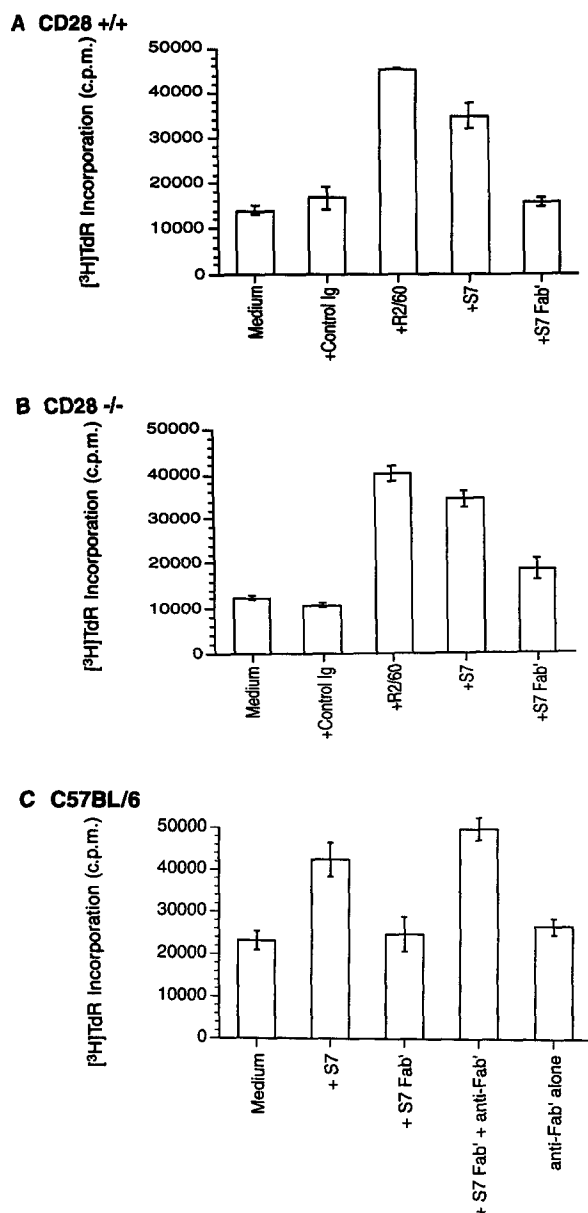 A CD28 +/+
[³H]TdR Incorporation (c.p.m.)
50000
40000
30000
20000
10000
0
Medium
+Control Ig
+R2/60
+S7
+S7 Fab'
B CD28 -/-
[³H]TdR Incorporation (c.p.m.)
50000
40000
30000
20000
10000
0
Medium
+Control Ig
+R2/60
+S7
+S7 Fab'
C C57BL/6
[³H]TdR Incorporation (c.p.m.)
50000
40000
30000
20000
10000
0
Medium
+ S7
+ S7 Fab'
+ S7 Fab' + anti-Fab'
anti-Fab' alone